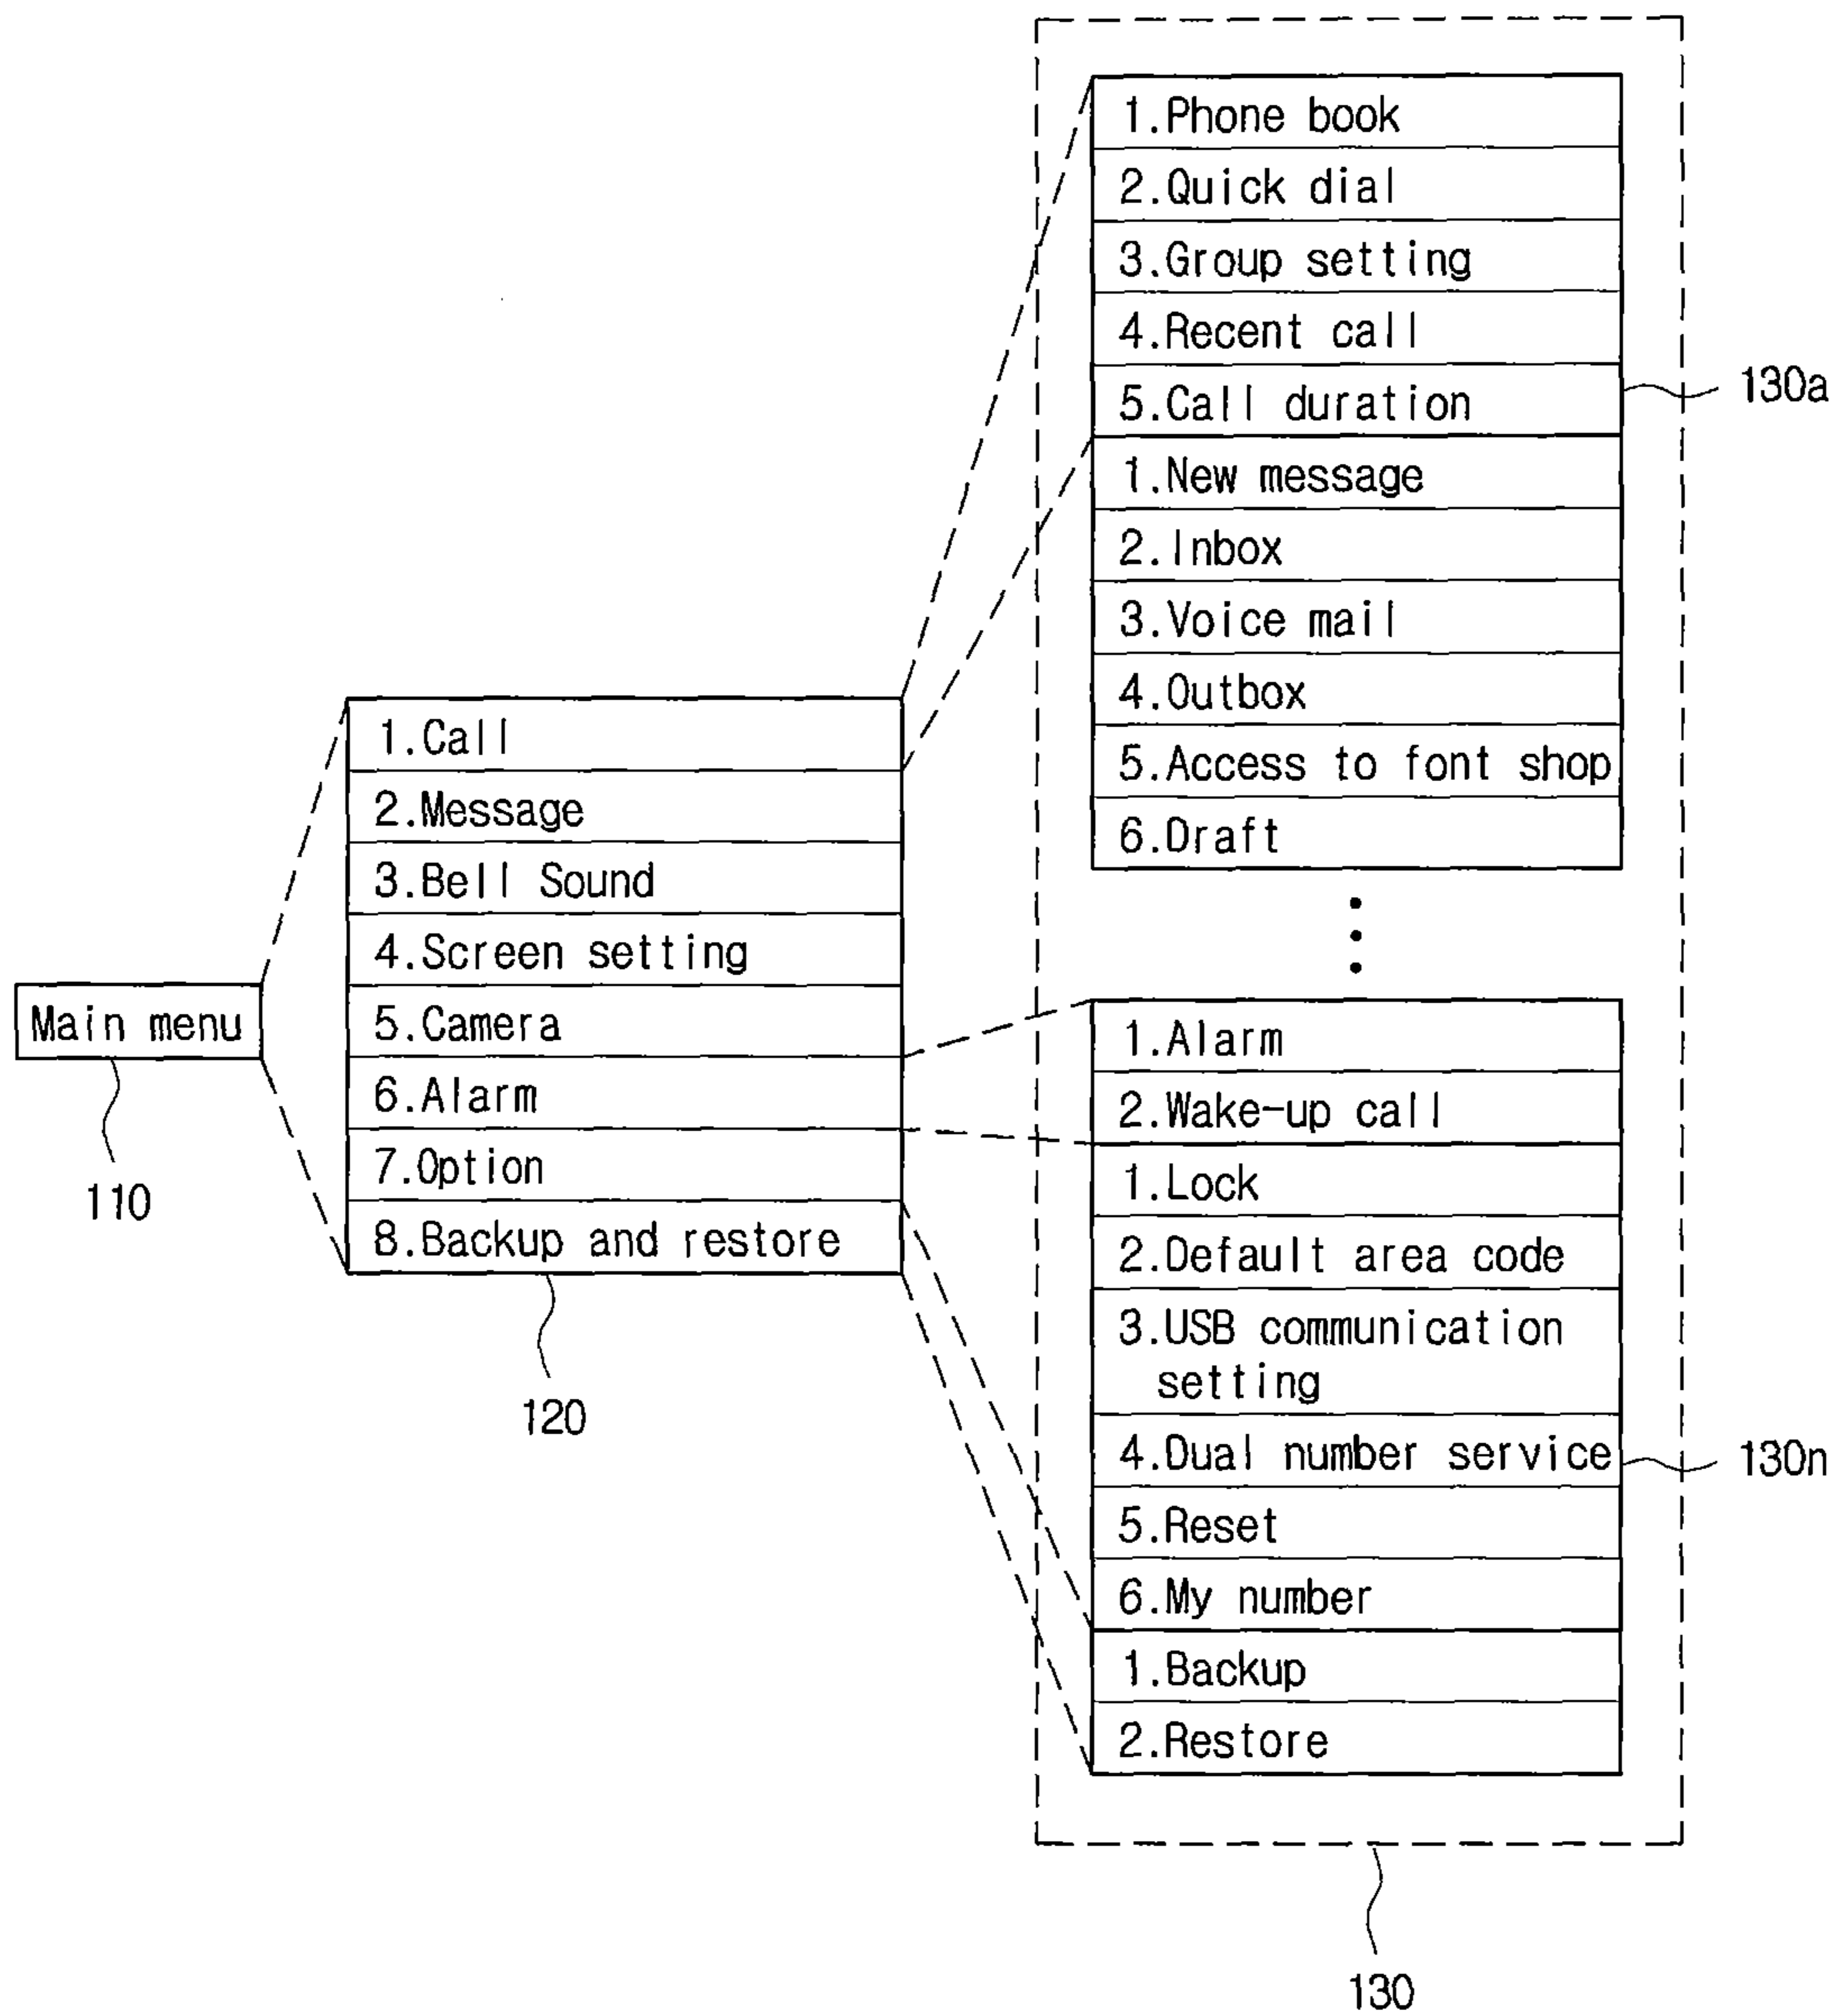 Main menu
110
1.Call
2.Message
3.Bell Sound
4.Screen setting
5.Camera
6.Alarm
7.Option
8.Backup and restore
120
1.Phone book
2.Quick dial
3.Group setting
4.Recent call
5.Call duration
130a
1.New message
2.Inbox
3.Voice mail
4.Outbox
5.Access to font shop
6.Draft
1.Alarm
2.Wake-up call
1.Lock
2.Default area code
3.USB communication
setting
4.Dual number service
130n
5.Reset
6.My number
1.Backup
2.Restore
130